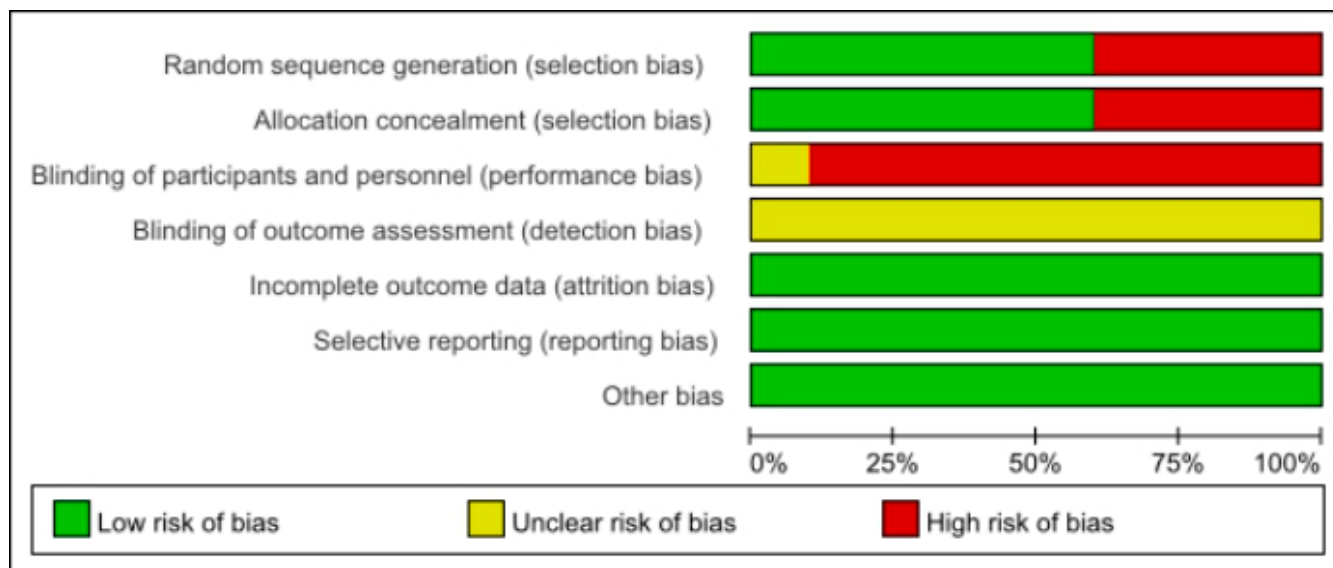 Random sequence generation (selection bias)
Allocation concealment (selection bias)
Blinding of participants and personnel (performance bias)
Blinding of outcome assessment (detection bias)
Incomplete outcome data (attrition bias)
Selective reporting (reporting bias)
Other bias
0% 25% 50% 75% 100%
Low risk of bias Unclear risk of bias High risk of bias